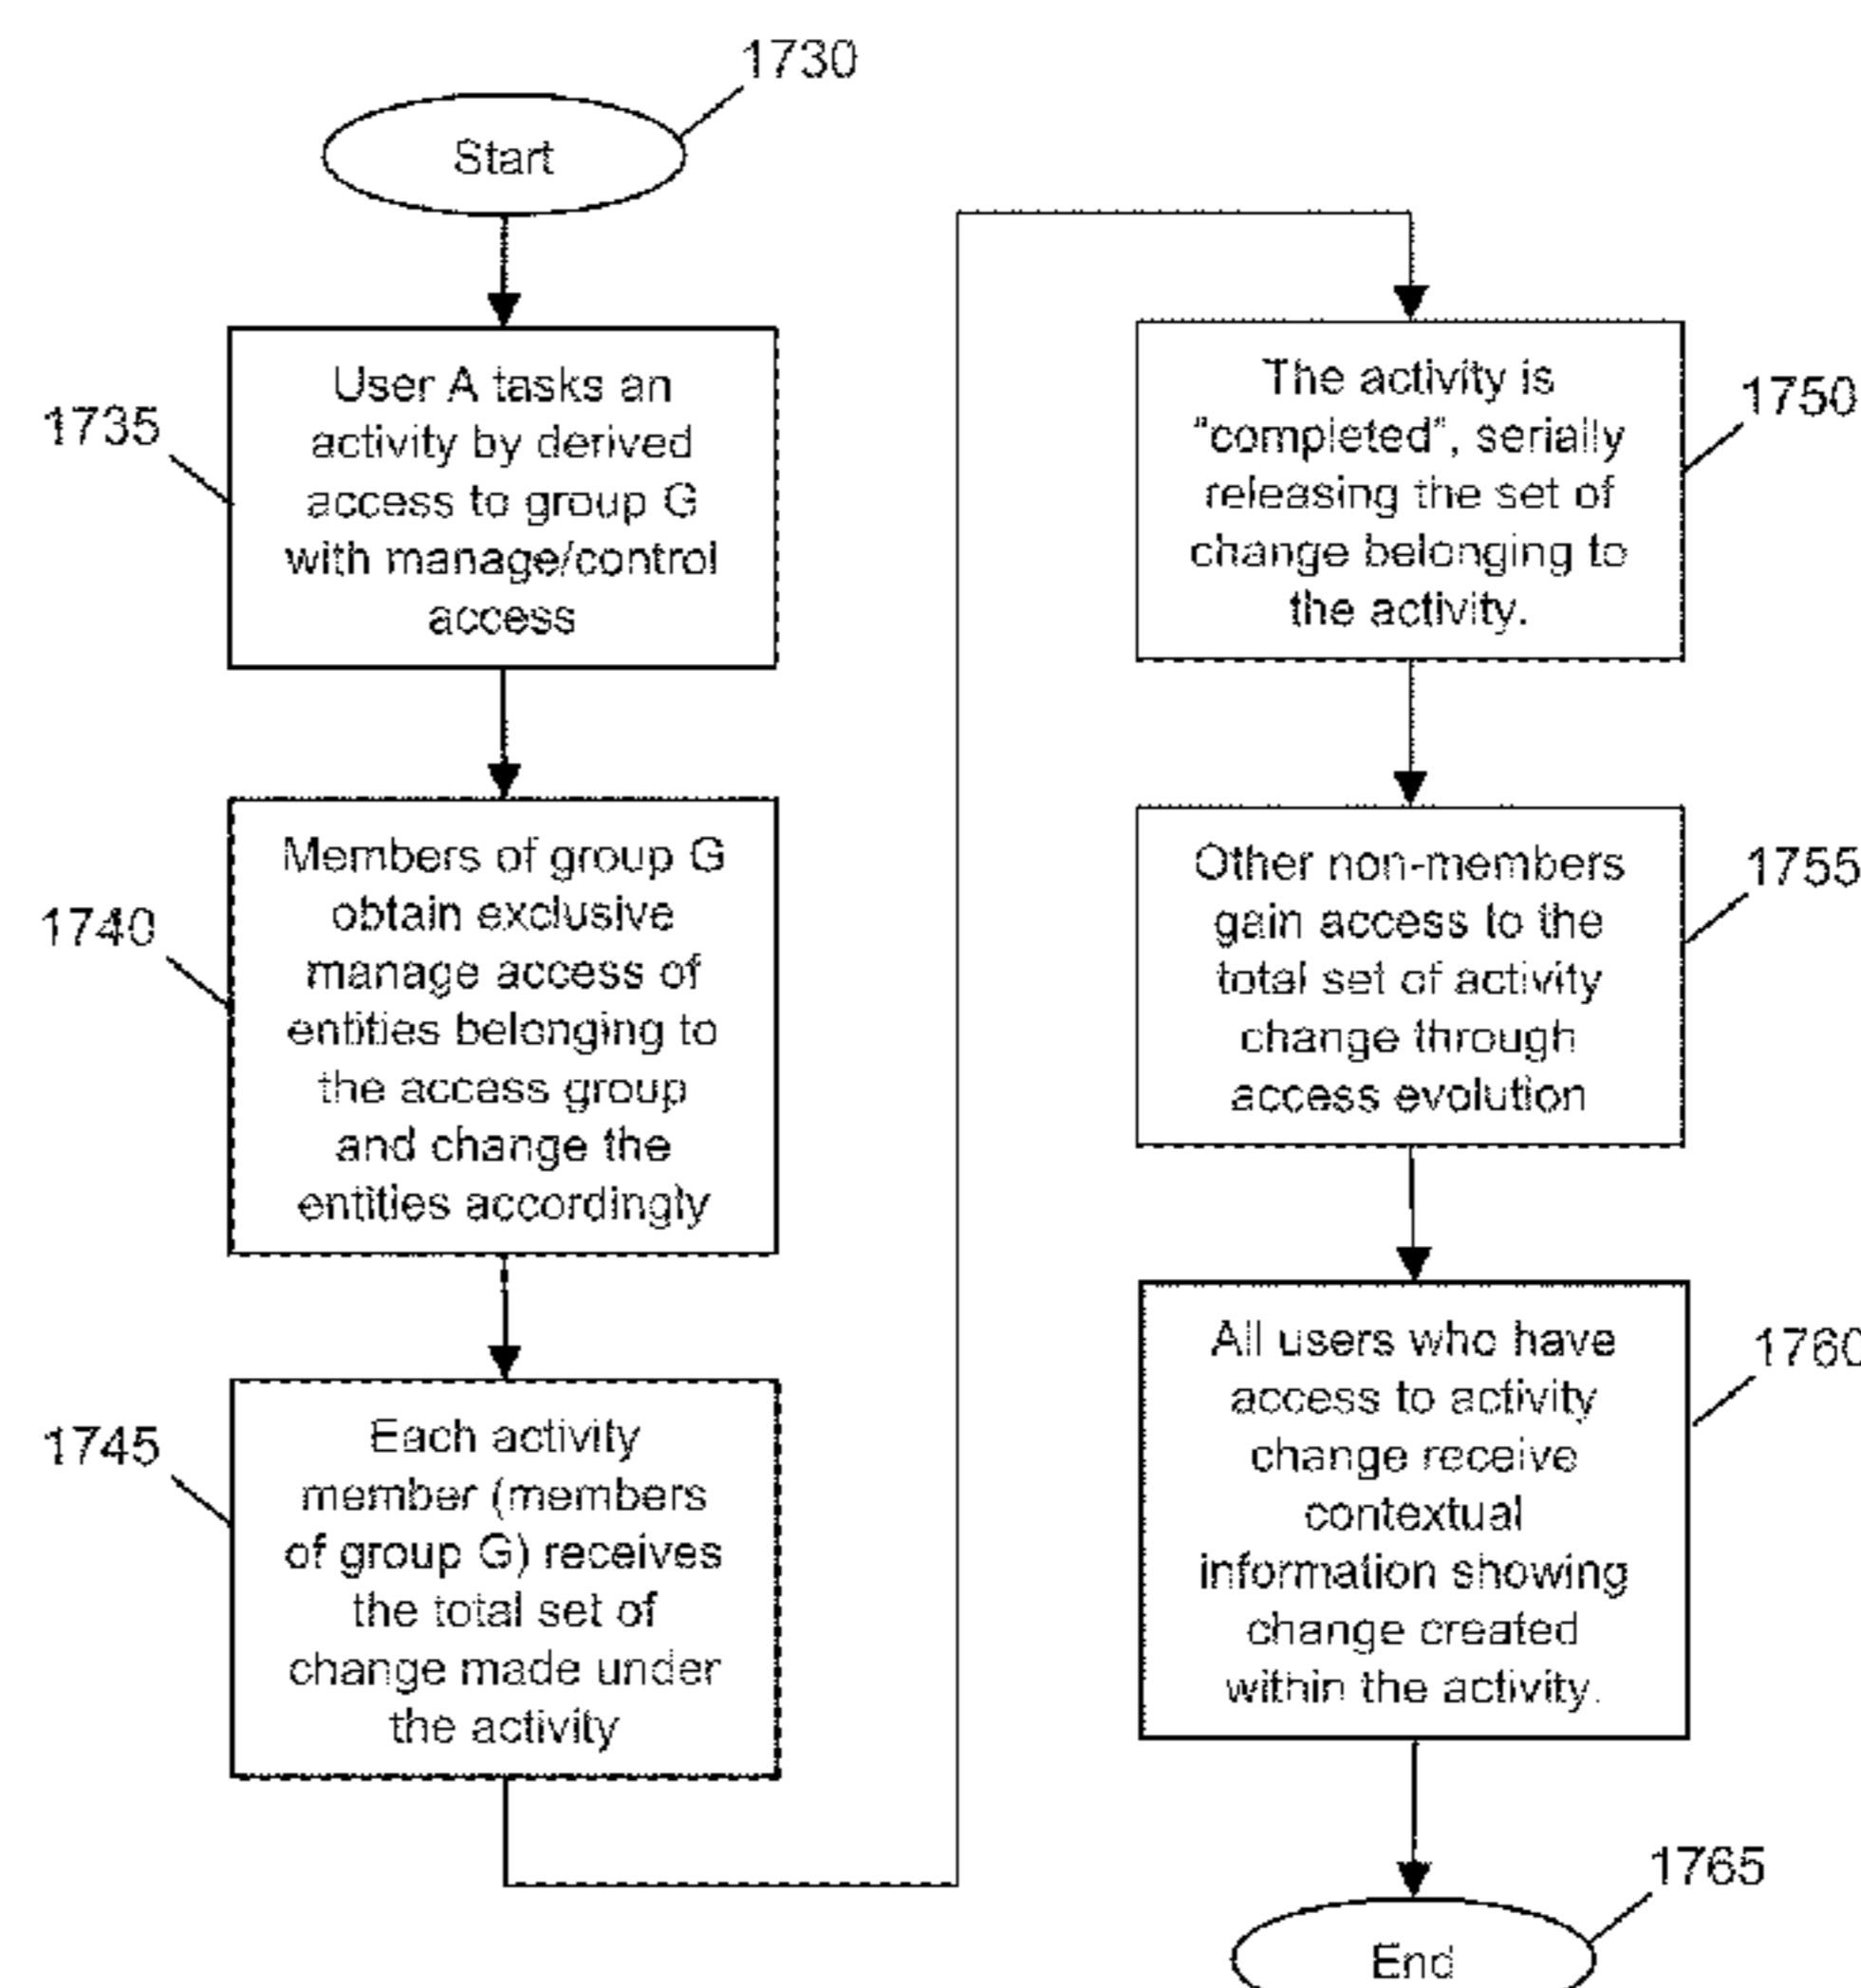 1730
Start
1735
User A tasks an
activity by derived
access to group G
with manage/control
access
1740
Members of group G
obtain exclusive
manage access of
entities belonging to
the access group
and change the
entities accordingly
1745
Each activity
member (members
of group G) receives
the total set of
change made under
the activity
1750
The activity is
"completed", serially
releasing the set of
change belonging to
the activity.
1755
Other non-members
gain access to the
total set of activity
change through
access evolution
1760
All users who have
access to activity
change receive
contextual
information showing
change created
within the activity.
1765
End